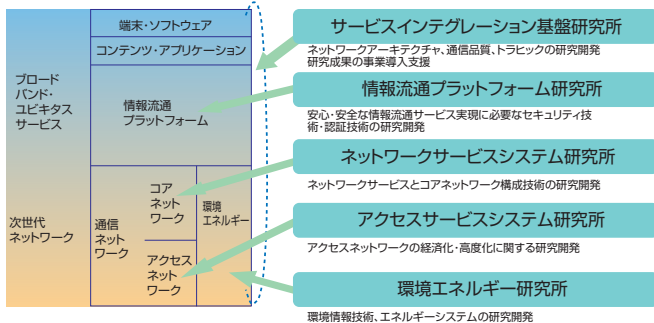 端末・ソフトウェア
コンテンツ・アプリケーション
ブロード
バンド・
ユビキタス
サービス
情報流通
プラットフォーム
次世代
ネットワーク
通信
ネット
ワーク
コア
ネット
ワーク
アクセス
ネット
ワーク
環境
エネルギー
サービスインテグレーション基盤研究所
ネットワークアーキテクチャ、通信品質、トラヒックの研究開発
研究成果の事業導入支援
情報流通プラットフォーム研究所
安心・安全な情報流通サービス実現に必要なセキュリティ技
術・認証技術の研究開発
ネットワークサービスシステム研究所
ネットワークサービスとコアネットワーク構成技術の研究開発
アクセスサービスシステム研究所
アクセスネットワークの経済化・高度化に関する研究開発
環境エネルギー研究所
環境情報技術、エネルギーシステムの研究開発